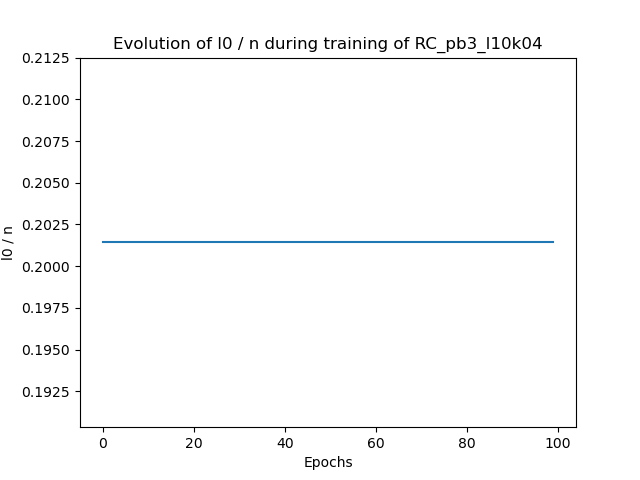 Evolution of l0 / n during training of RC_pb3_l10k04
0.2125
0.2100
0.2075
0.2050
0.2025
0.2000
0.1975
0.1950
0.1925
l0 / n
0 20 40 60 80 100
Epochs